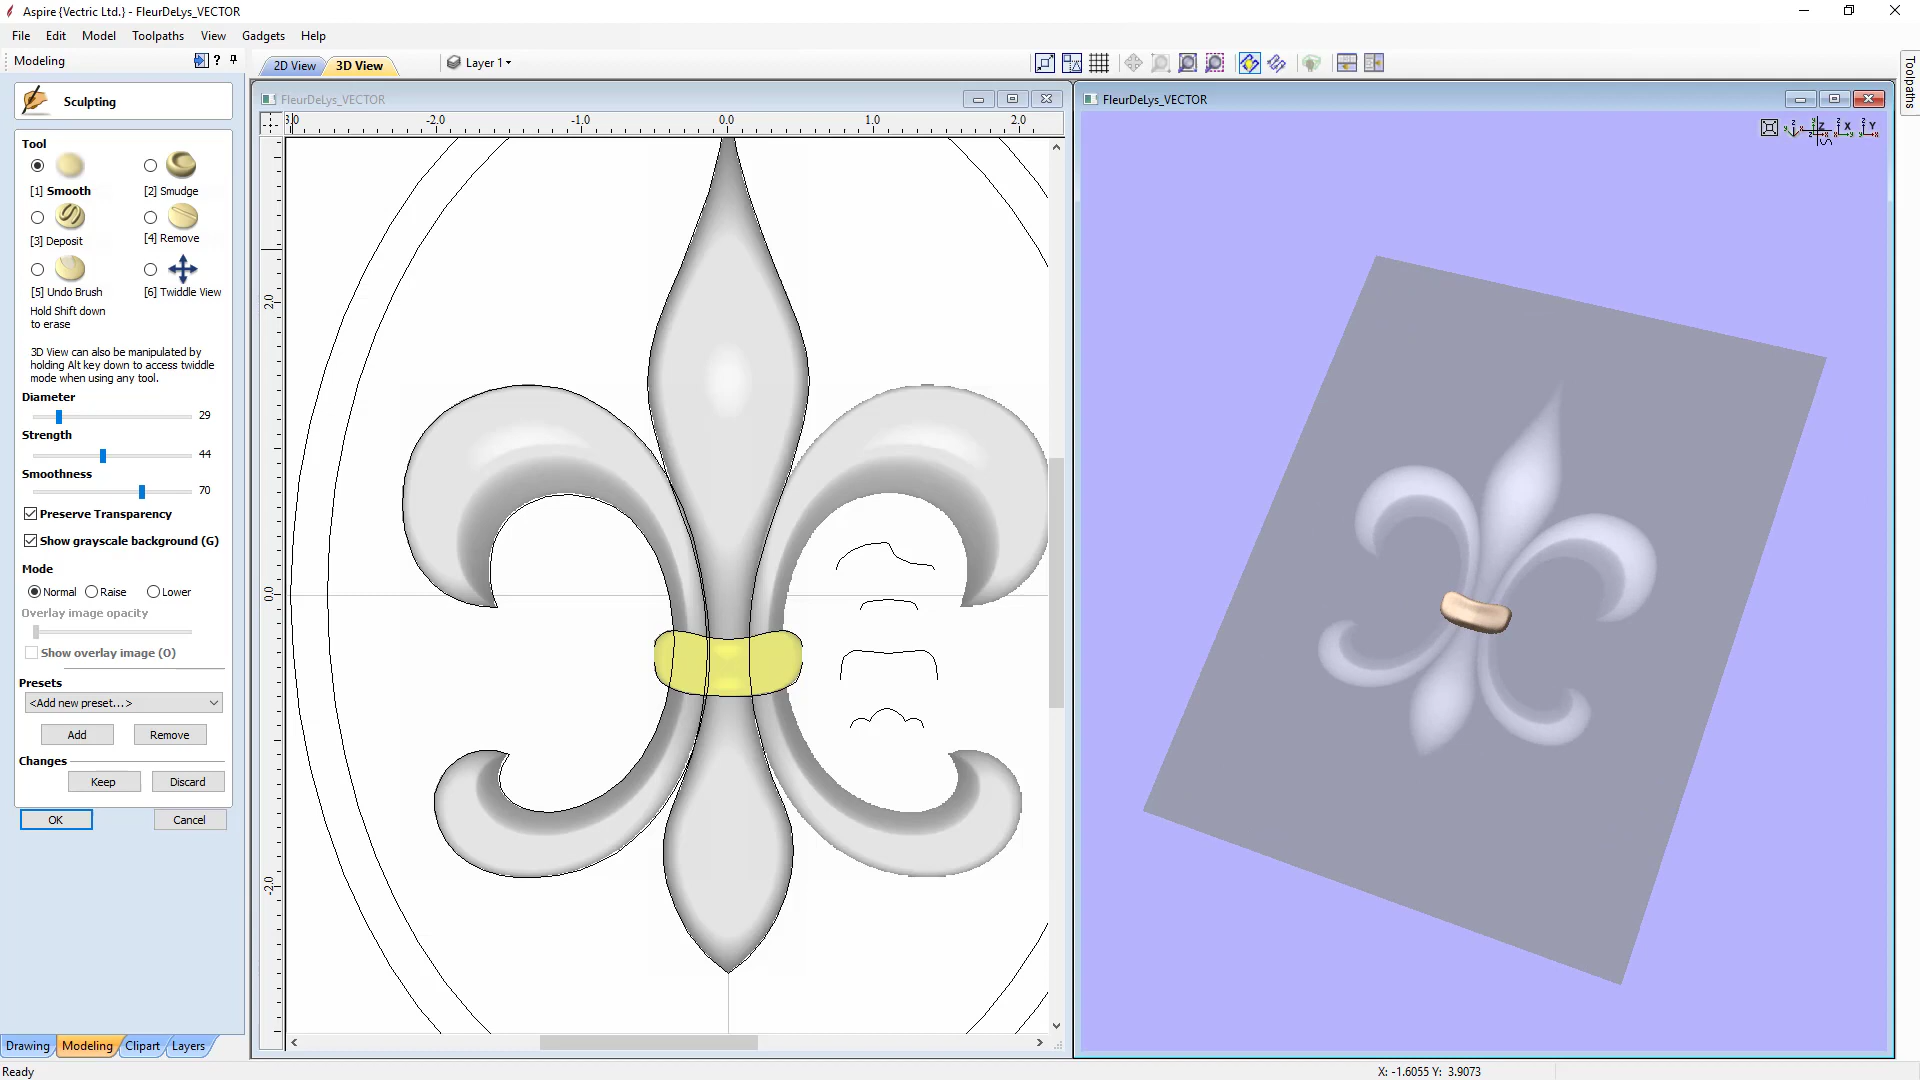 Aspire {Vectric Ltd.} - FleurDeLys_VECTOR
File Edit Model Toolpaths View Gadgets Help
Modeling ?
2D View 3D View Layer 1
Toolpaths
Sculpting
Tool
[1] Smooth [2] Smudge
[3] Deposit [4] Remove
[5] Undo Brush [6] Twiddle View
Hold Shift down
to erase
3D View can also be manipulated by
holding Alt key down to access twiddle
mode when using any tool.
Diameter
29
Strength
44
Smoothness
70
Preserve Transparency
Show grayscale background (G)
Mode
Normal Raise Lower
Overlay image opacity
Show overlay image (O)
Presets
<Add new preset...>
Add Remove
Changes
Keep Discard
OK Cancel
Drawing Modeling Clipart Layers
FleurDeLys_VECTOR
-2.0 -1.0 0.0 1.0 2.0
2.0
0.0
-2.0
FleurDeLys_VECTOR
Ready
X: -1.6055 Y: 3.9073